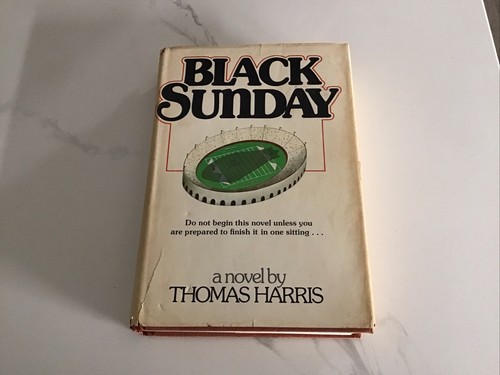 BLACK
SUNDAY
Do not begin this novel unless you
are prepared to finish it in one sitting . . .
a novel by
THOMAS HARRIS